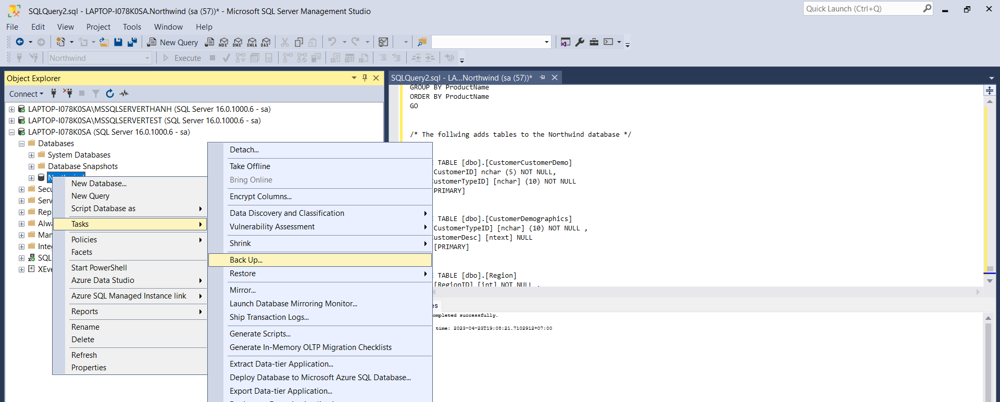 SQLQuery2.sql - LAPTOP-I078K0SA.Northwind (sa (57))* - Microsoft SQL Server Management Studio
Quick Launch (Ctrl+Q)
File Edit View Project Tools Window Help
New Query MDX DMX XMLA DAX
Northwind Execute
Object Explorer
Connect
LAPTOP-I078K0SA\MSSQLSERVERTHANH (SQL Server 16.0.1000.6 - sa)
LAPTOP-I078K0SA\MSSQLSERVERTEST (SQL Server 16.0.1000.6 - sa)
LAPTOP-I078K0SA (SQL Server 16.0.1000.6 - sa)
Databases
System Databases
Database Snapshots
Secu
Serv
Rep
Alwa
Man
Inte
SQL
XEve
New Database...
New Query
Script Database as
Tasks
Policies
Facets
Start PowerShell
Azure Data Studio
Azure SQL Managed Instance link
Reports
Rename
Delete
Refresh
Properties
Detach...
Take Offline
Bring Online
Encrypt Columns...
Data Discovery and Classification
Vulnerability Assessment
Shrink
Back Up...
Restore
Mirror...
Launch Database Mirroring Monitor...
Ship Transaction Logs...
Generate Scripts...
Generate In-Memory OLTP Migration Checklists
Extract Data-tier Application...
Deploy Database to Microsoft Azure SQL Database...
Export Data-tier Application...
SQLQuery2.sql - LA...Northwind (sa (57))*
GROUP BY ProductName
ORDER BY ProductName
GO
/* The follwing adds tables to the Northwind database */
E TABLE [dbo].[CustomerCustomerDemo]
CustomerID] nchar (5) NOT NULL,
ustomerTypeID] [nchar] (10) NOT NULL
[PRIMARY]
E TABLE [dbo].[CustomerDemographics]
CustomerTypeID] [nchar] (10) NOT NULL ,
ustomerDesc] [ntext] NULL
[PRIMARY]
E TABLE [dbo].[Region]
[RegionID] [int] NOT NULL ,
es
ompleted successfully.
time: 2023-04-23T19:08:21.7102912+07:00